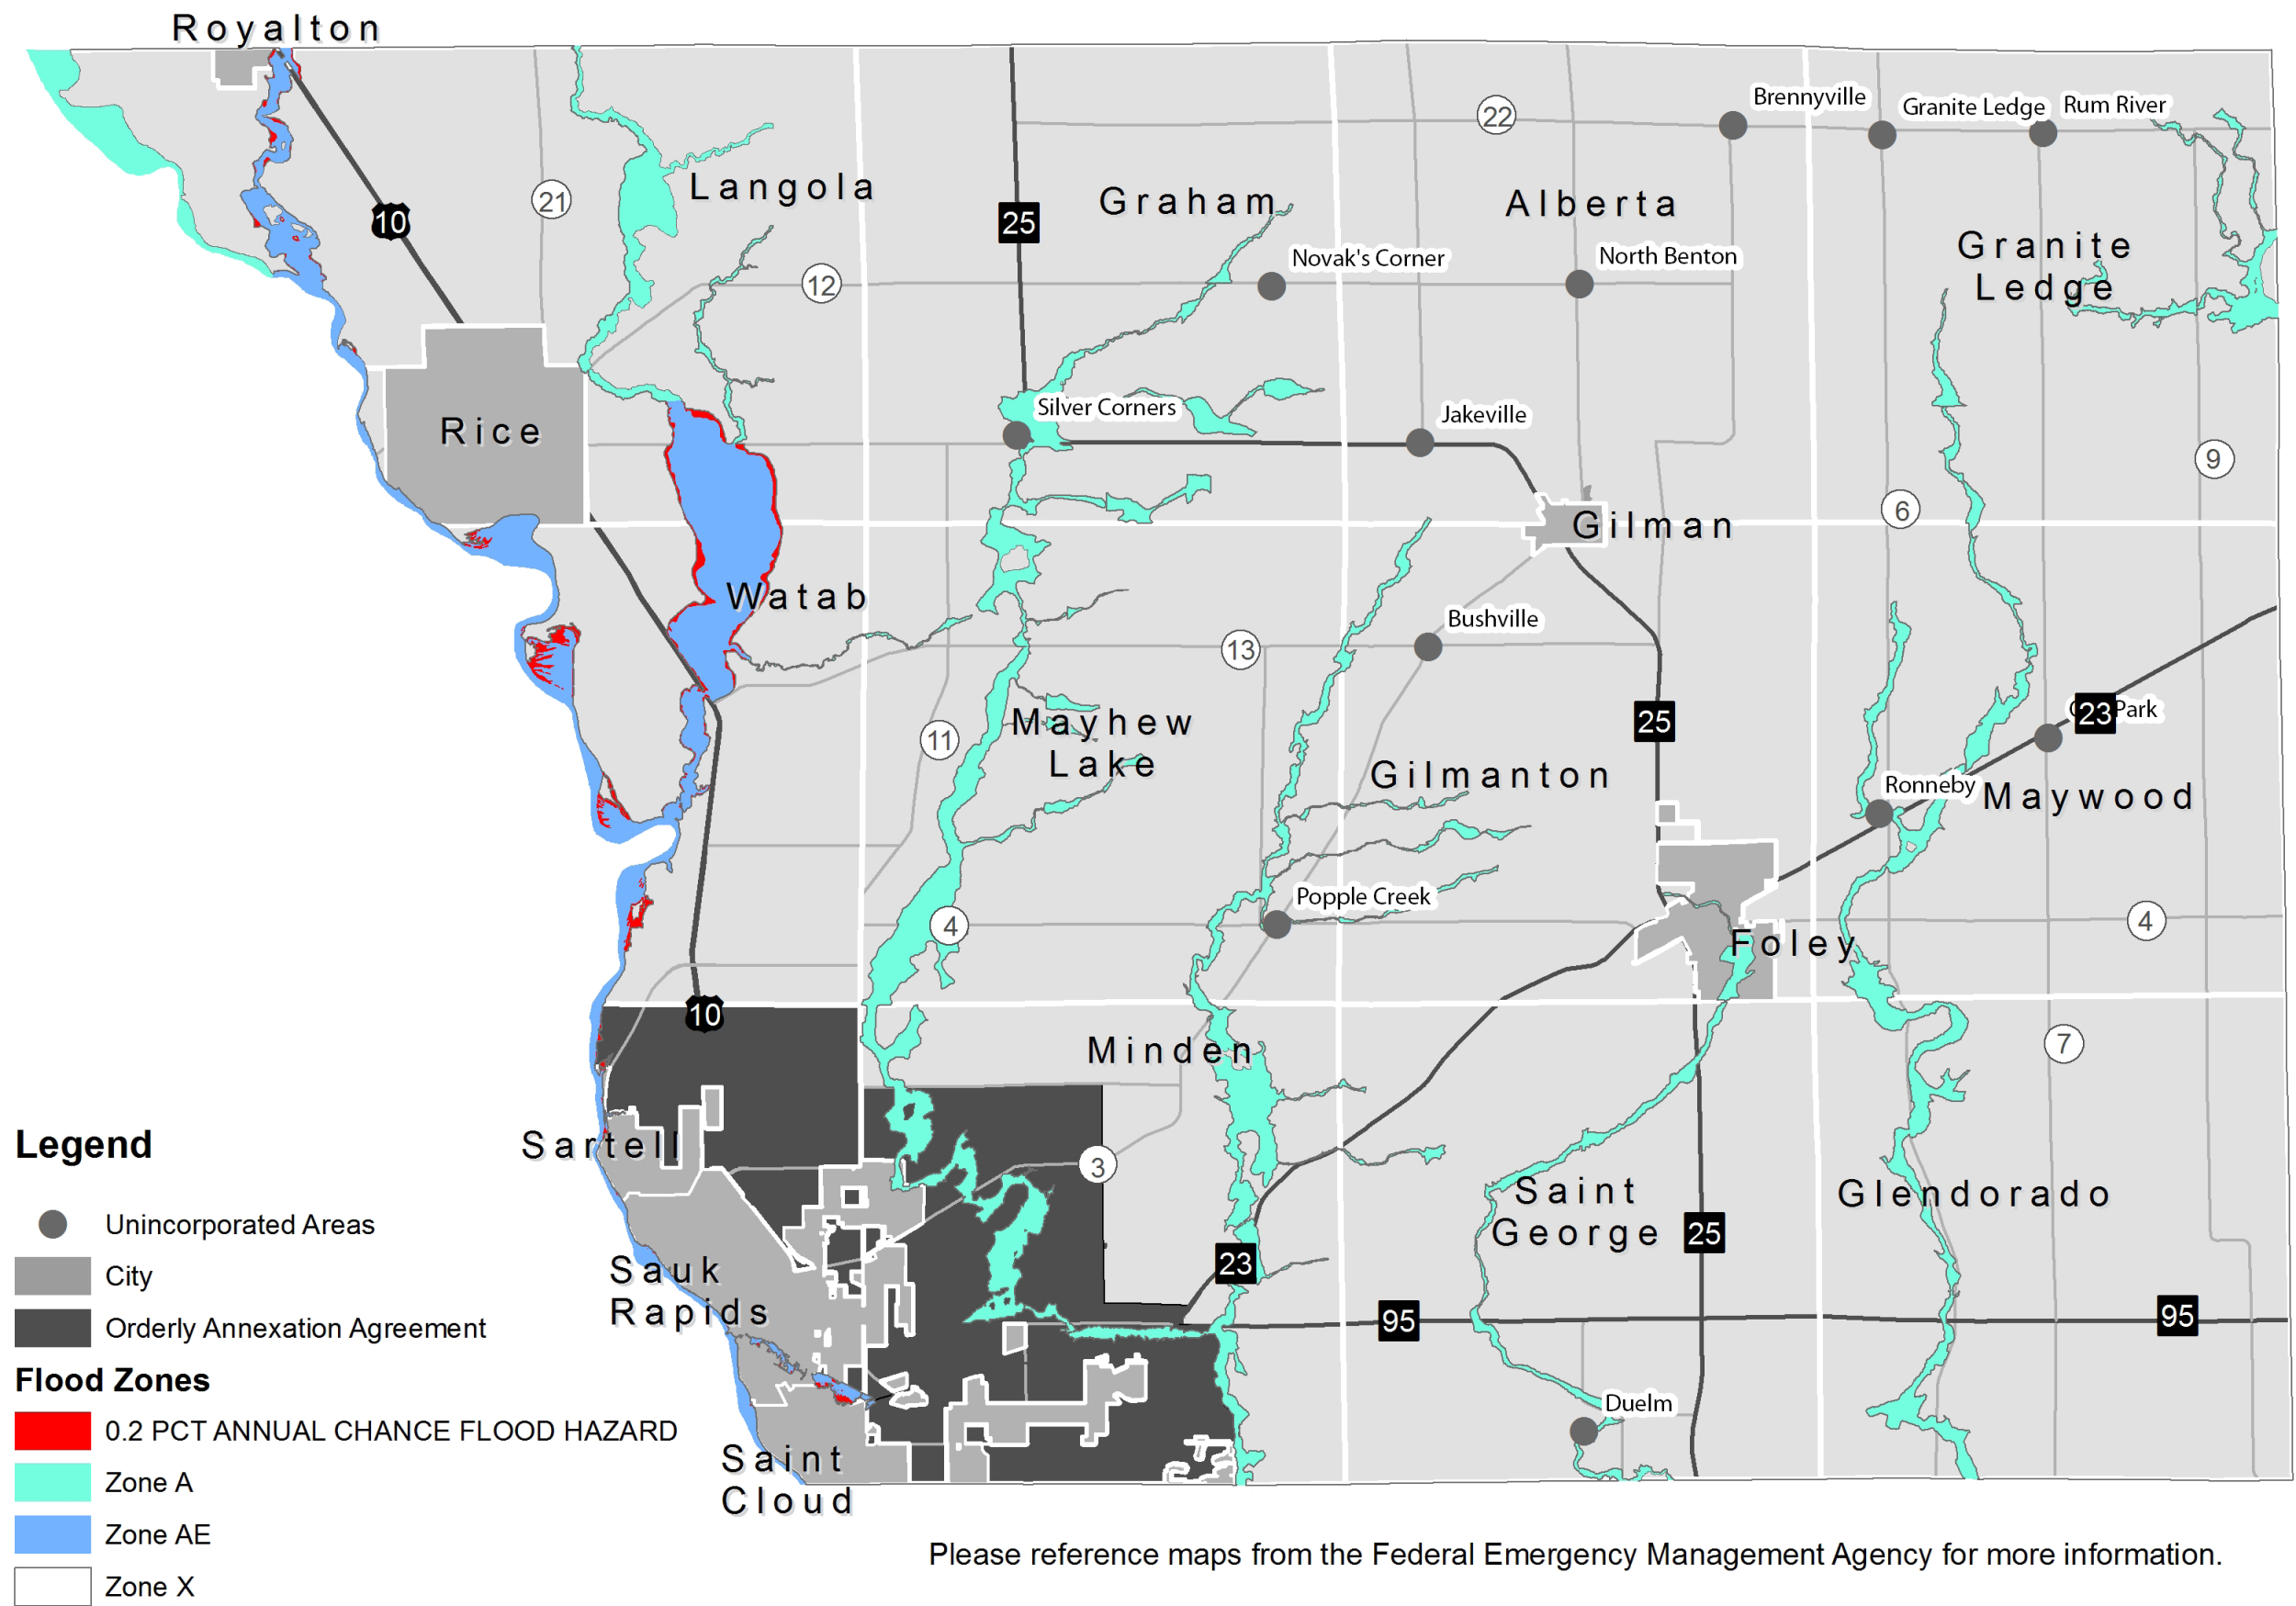 Royalton
Brennyville
Granite Ledge
Rum River
22
Langola
21
10
25
Graham
Alberta
Granite
Ledge
Novak's Corner
North Benton
12
Silver Corners
Jakeville
Rice
9
6
Gilman
Watab
Bushville
13
25
23
Park
11
Mayhew
Lake
Gilmanton
Ronneby
Maywood
Popple Creek
4
4
Foley
10
Minden
7
Legend
Sartell
3
Unincorporated Areas
City
Orderly Annexation Agreement
Saint
George
Glendorado
25
23
Sauk
Rapids
95
95
Flood Zones
0.2 PCT ANNUAL CHANCE FLOOD HAZARD
Zone A
Zone AE
Zone X
Duelm
Saint
Cloud
Please reference maps from the Federal Emergency Management Agency for more information.